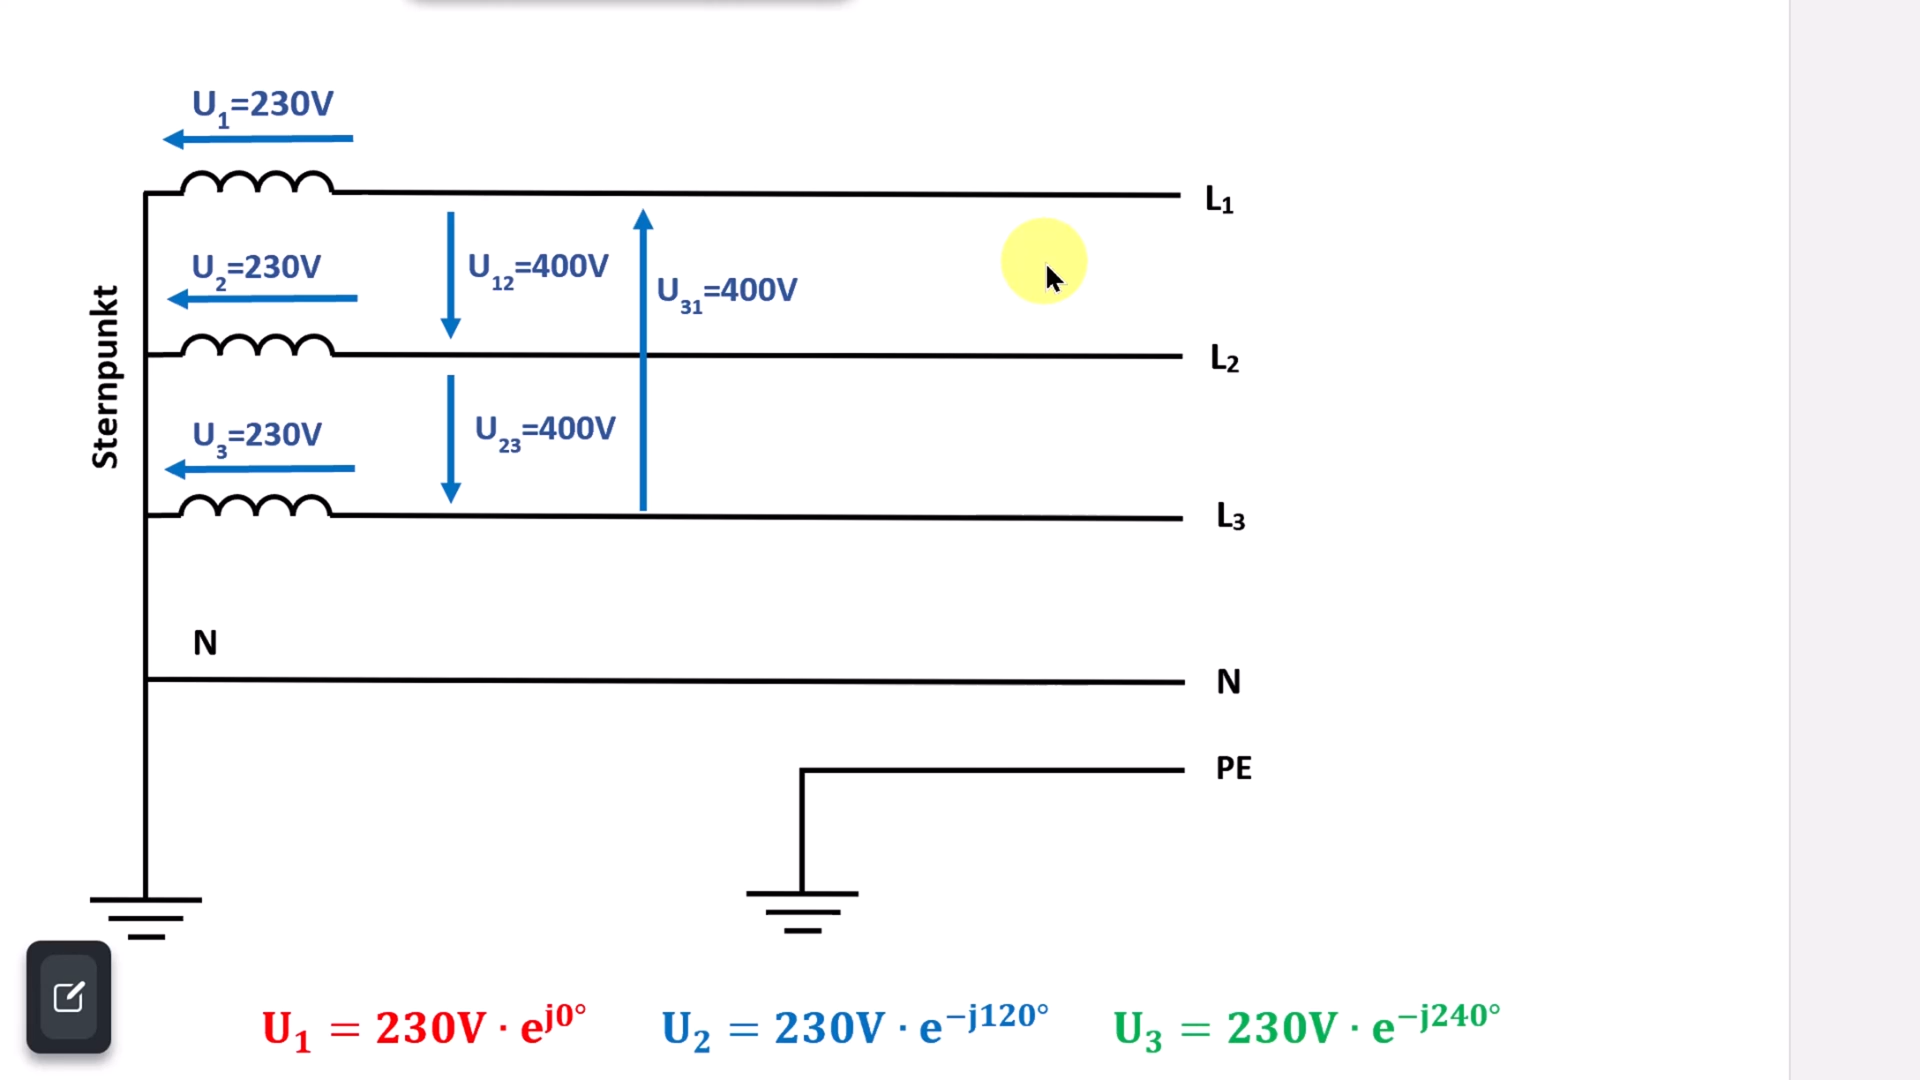 U₁=230V
L₁
U₂=230V
U₁₂=400V
U₃₁=400V
L₂
Sternpunkt
U₃=230V
U₂₃=400V
L₃
N
N
PE
U₁ = 230V · e^{j0°}
U₂ = 230V · e^{−j120°}
U₃ = 230V · e^{−j240°}